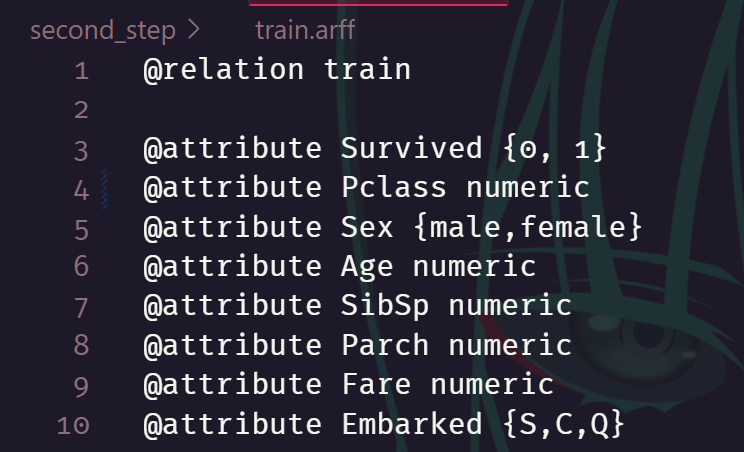 second_step > train.arff
1 @relation train
2
3 @attribute Survived {0, 1}
4 @attribute Pclass numeric
5 @attribute Sex {male,female}
6 @attribute Age numeric
7 @attribute SibSp numeric
8 @attribute Parch numeric
9 @attribute Fare numeric
10 @attribute Embarked {S,C,Q}